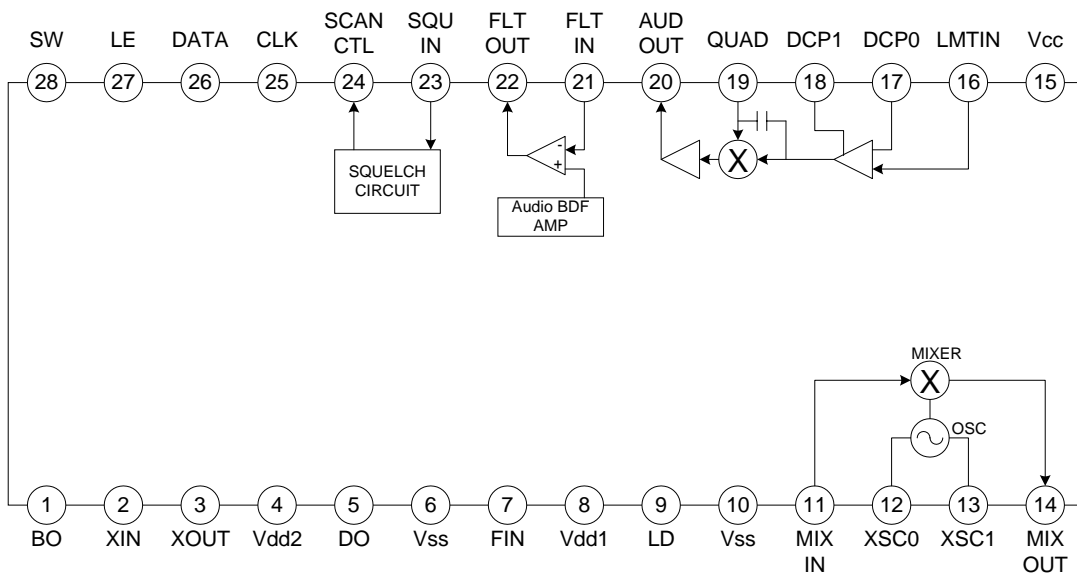 SW
LE
DATA
CLK
SCAN
CTL
SQU
IN
FLT
OUT
FLT
IN
AUD
OUT
QUAD
DCP1
DCP0
LMTIN
Vcc
28
27
26
25
24
23
22
21
20
19
18
17
16
15
SQUELCH
CIRCUIT
-
+
Audio BDF
AMP
X
MIXER
X
OSC
1
2
3
4
5
6
7
8
9
10
11
12
13
14
BO
XIN
XOUT
Vdd2
DO
Vss
FIN
Vdd1
LD
Vss
MIX
IN
XSC0
XSC1
MIX
OUT